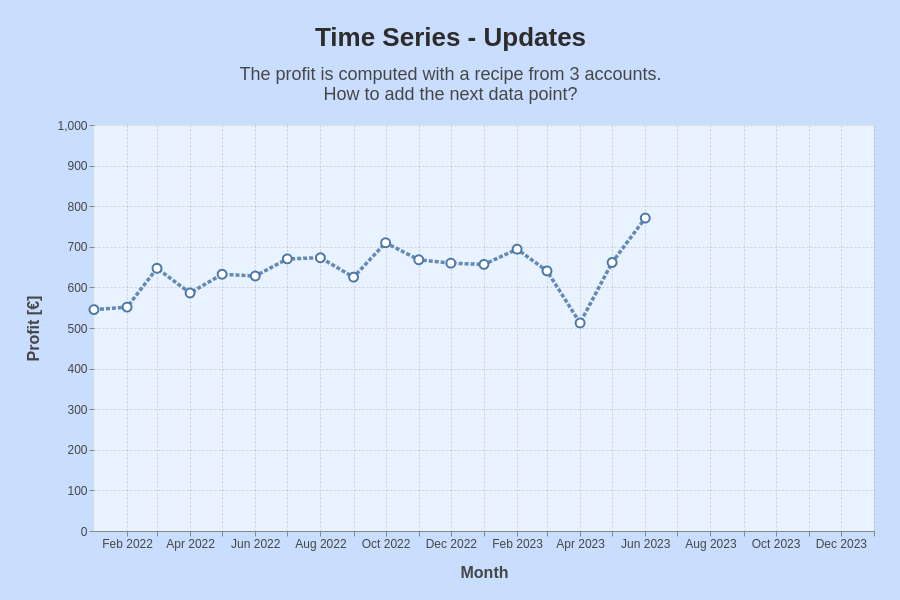 Time Series - Updates
The profit is computed with a recipe from 3 accounts.
How to add the next data point?
1,000
900
800
700
600
500
400
300
200
100
0
Profit [€]
Feb 2022 Apr 2022 Jun 2022 Aug 2022 Oct 2022 Dec 2022 Feb 2023 Apr 2023 Jun 2023 Aug 2023 Oct 2023 Dec 2023
Month